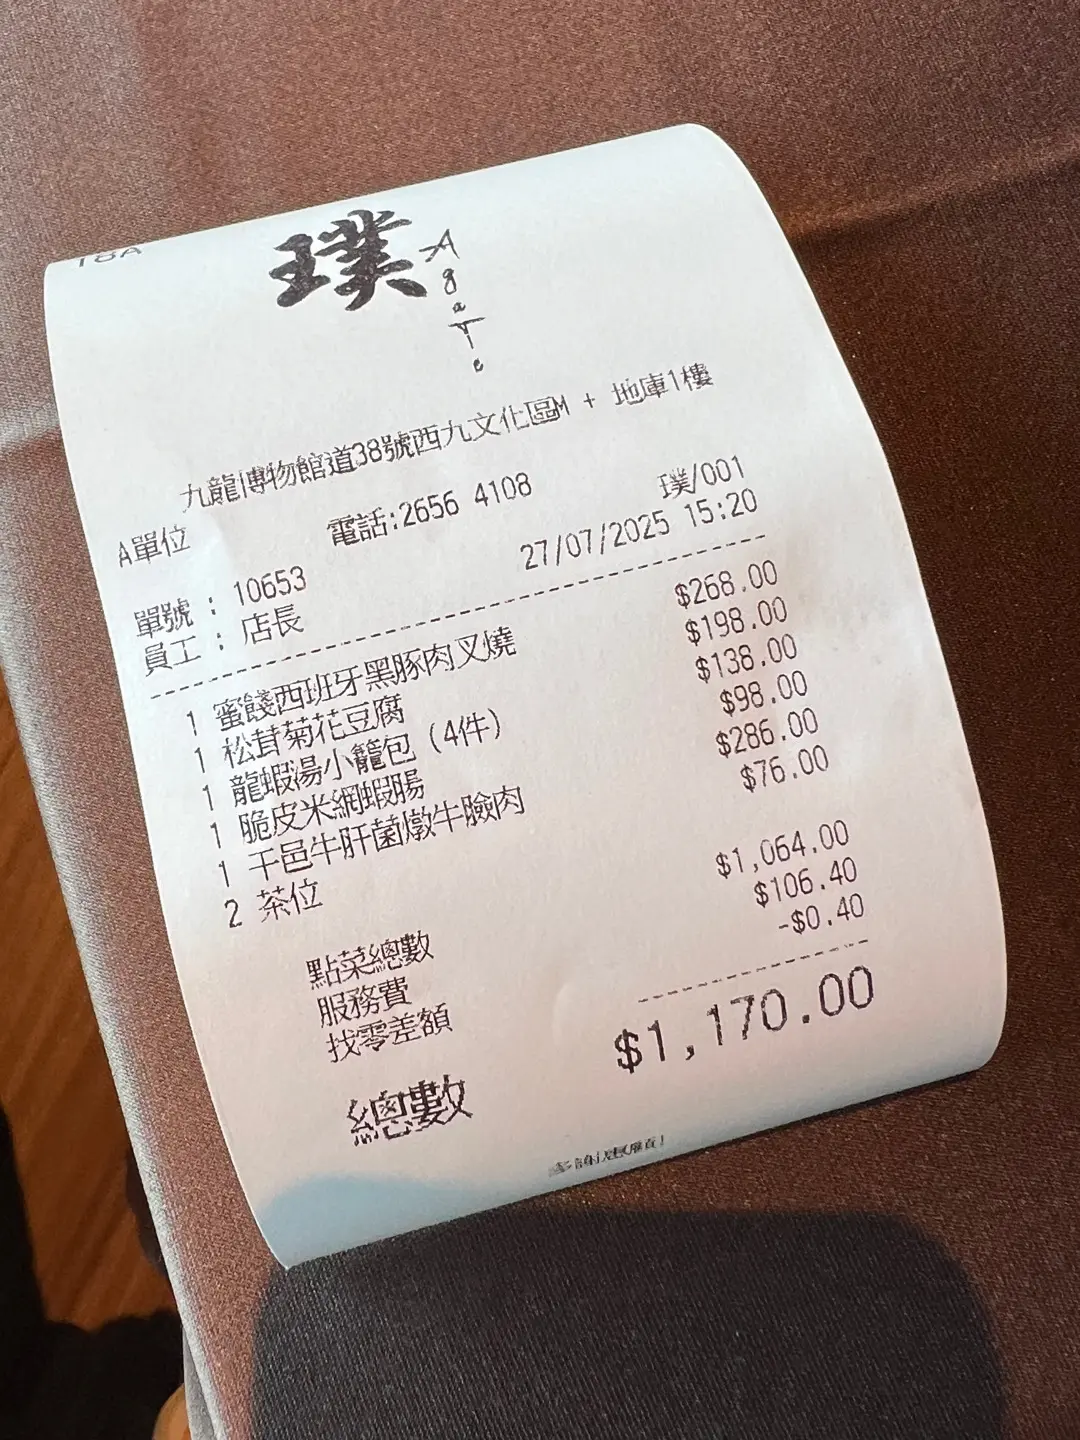 18A
璞
AgaTe
九龍博物館道38號西九文化區M + 地庫1樓
A單位
電話:2656 4108
璞/001
單號 : 10653
27/07/2025 15:20
員工 : 店長
1 蜜餞西班牙黑豚肉叉燒 $268.00
1 松茸菊花豆腐 $198.00
1 龍蝦湯小籠包 (4件) $138.00
1 脆皮米網蝦腸 $98.00
1 干邑牛肝菌燉牛臉肉 $286.00
2 茶位 $76.00
點菜總數 $1,064.00
服務費 $106.40
找零差額 -$0.40
總數 $1,170.00
多謝惠顧!